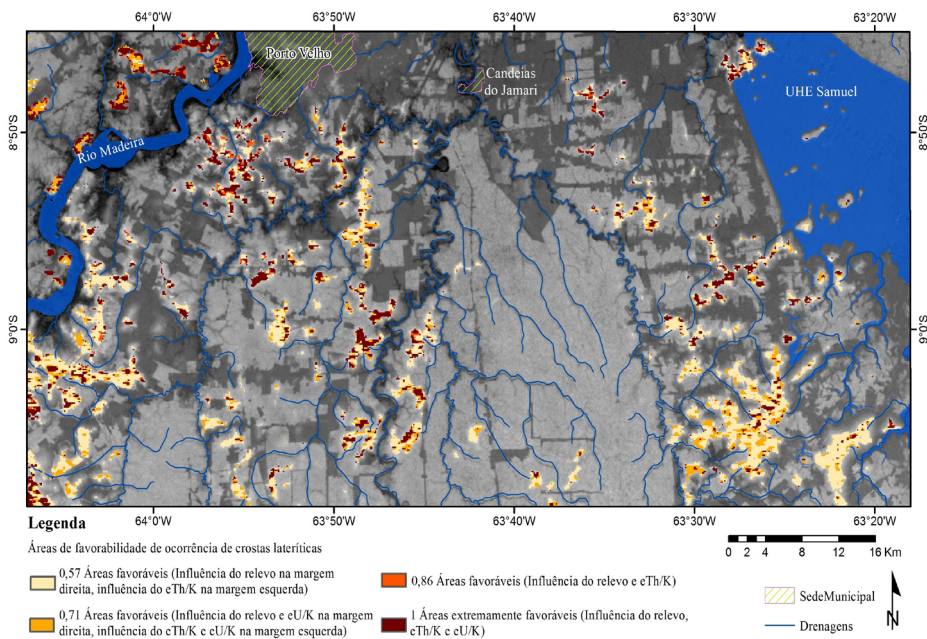 64°0'W
63°50'W
63°40'W
63°30'W
63°20'W
Porto Velho
Candeias
do Jamari
UHE Samuel
8°50'S
8°50'S
Rio Madeira
9°0'S
9°0'S
64°0'W
63°50'W
63°40'W
63°30'W
63°20'W
Legenda
Áreas de favorabilidade de ocorrência de crostas lateríticas
0,57 Áreas favoráveis (Influência do relevo na margem
direita, influência do eTh/K na margem esquerda)
0,71 Áreas favoráveis (Influência do relevo e eU/K na margem
direita, influência do eTh/K e eU/K na margem esquerda)
0,86 Áreas favoráveis (Influência do relevo e eTh/K)
1 Áreas extremamente favoráveis (Influência do relevo,
eTh/K e eU/K)
0 2 4 8 12 16
Km
SedeMunicipal
Drenagens
N